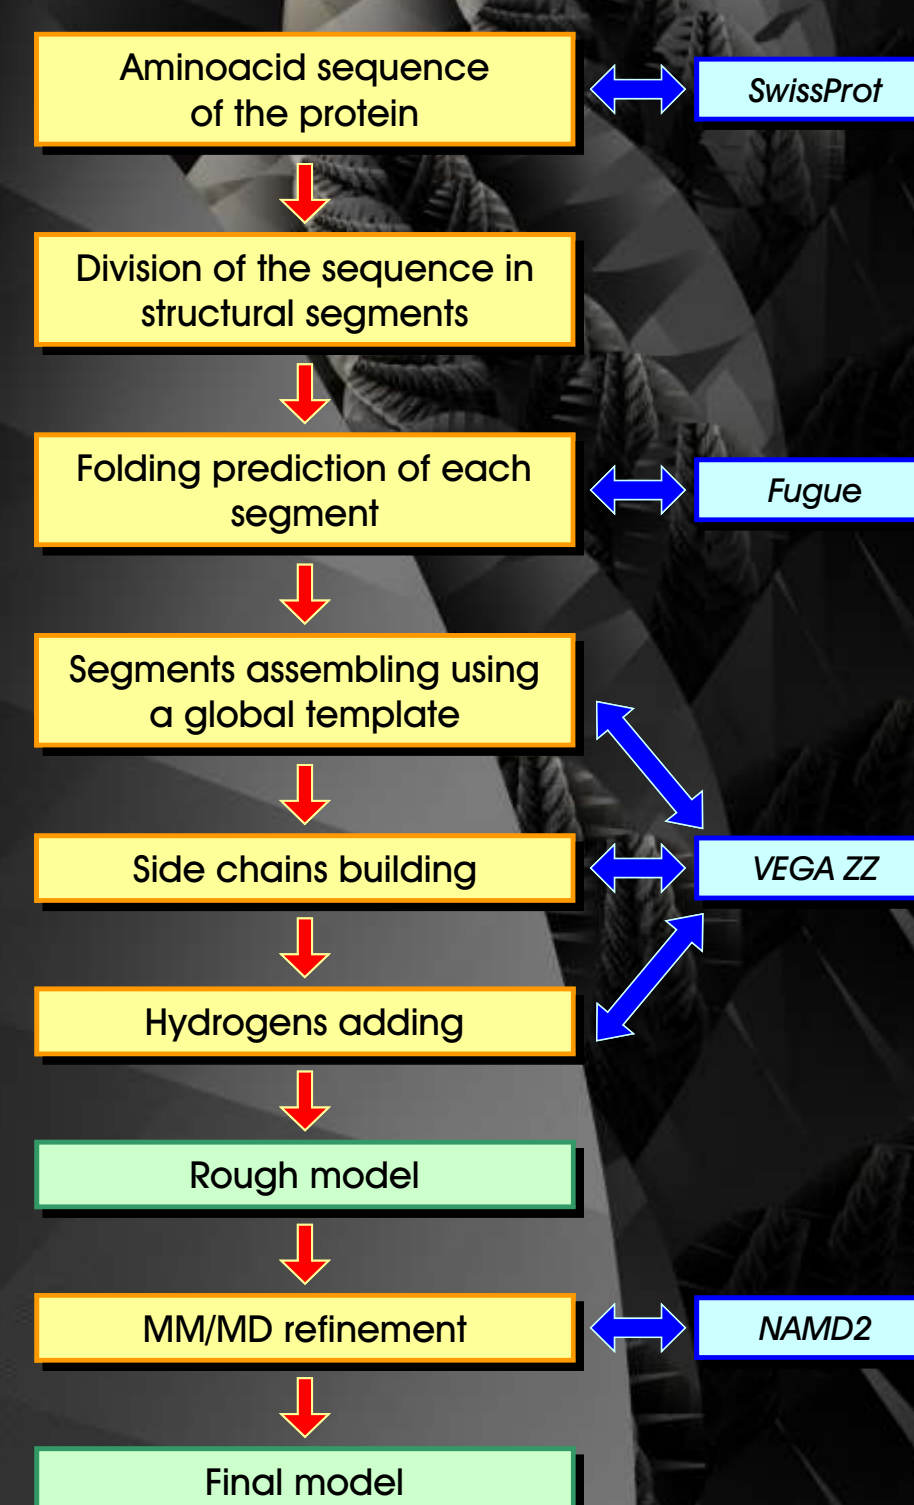 Aminoacid sequence
of the protein
SwissProt
Division of the sequence in
structural segments
Folding prediction of each
segment
Fugue
Segments assembling using
a global template
Side chains building
VEGA ZZ
Hydrogens adding
Rough model
MM/MD refinement
NAMD2
Final model